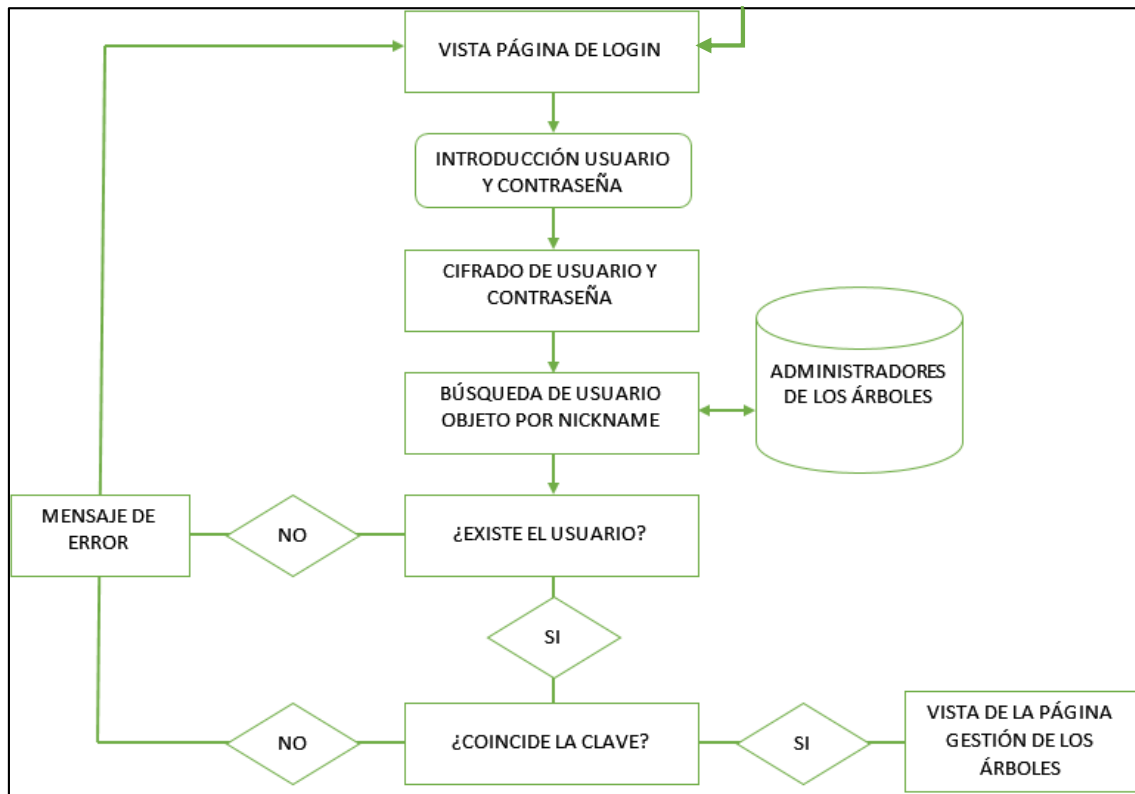 VISTA PÁGINA DE LOGIN
INTRODUCCIÓN USUARIO
Y CONTRASEÑA
CIFRADO DE USUARIO Y
CONTRASEÑA
BÚSQUEDA DE USUARIO
OBJETO POR NICKNAME
ADMINISTRADORES
DE LOS ÁRBOLES
MENSAJE DE
ERROR
NO
¿EXISTE EL USUARIO?
SI
NO
¿COINCIDE LA CLAVE?
SI
VISTA DE LA PÁGINA
GESTIÓN DE LOS
ÁRBOLES